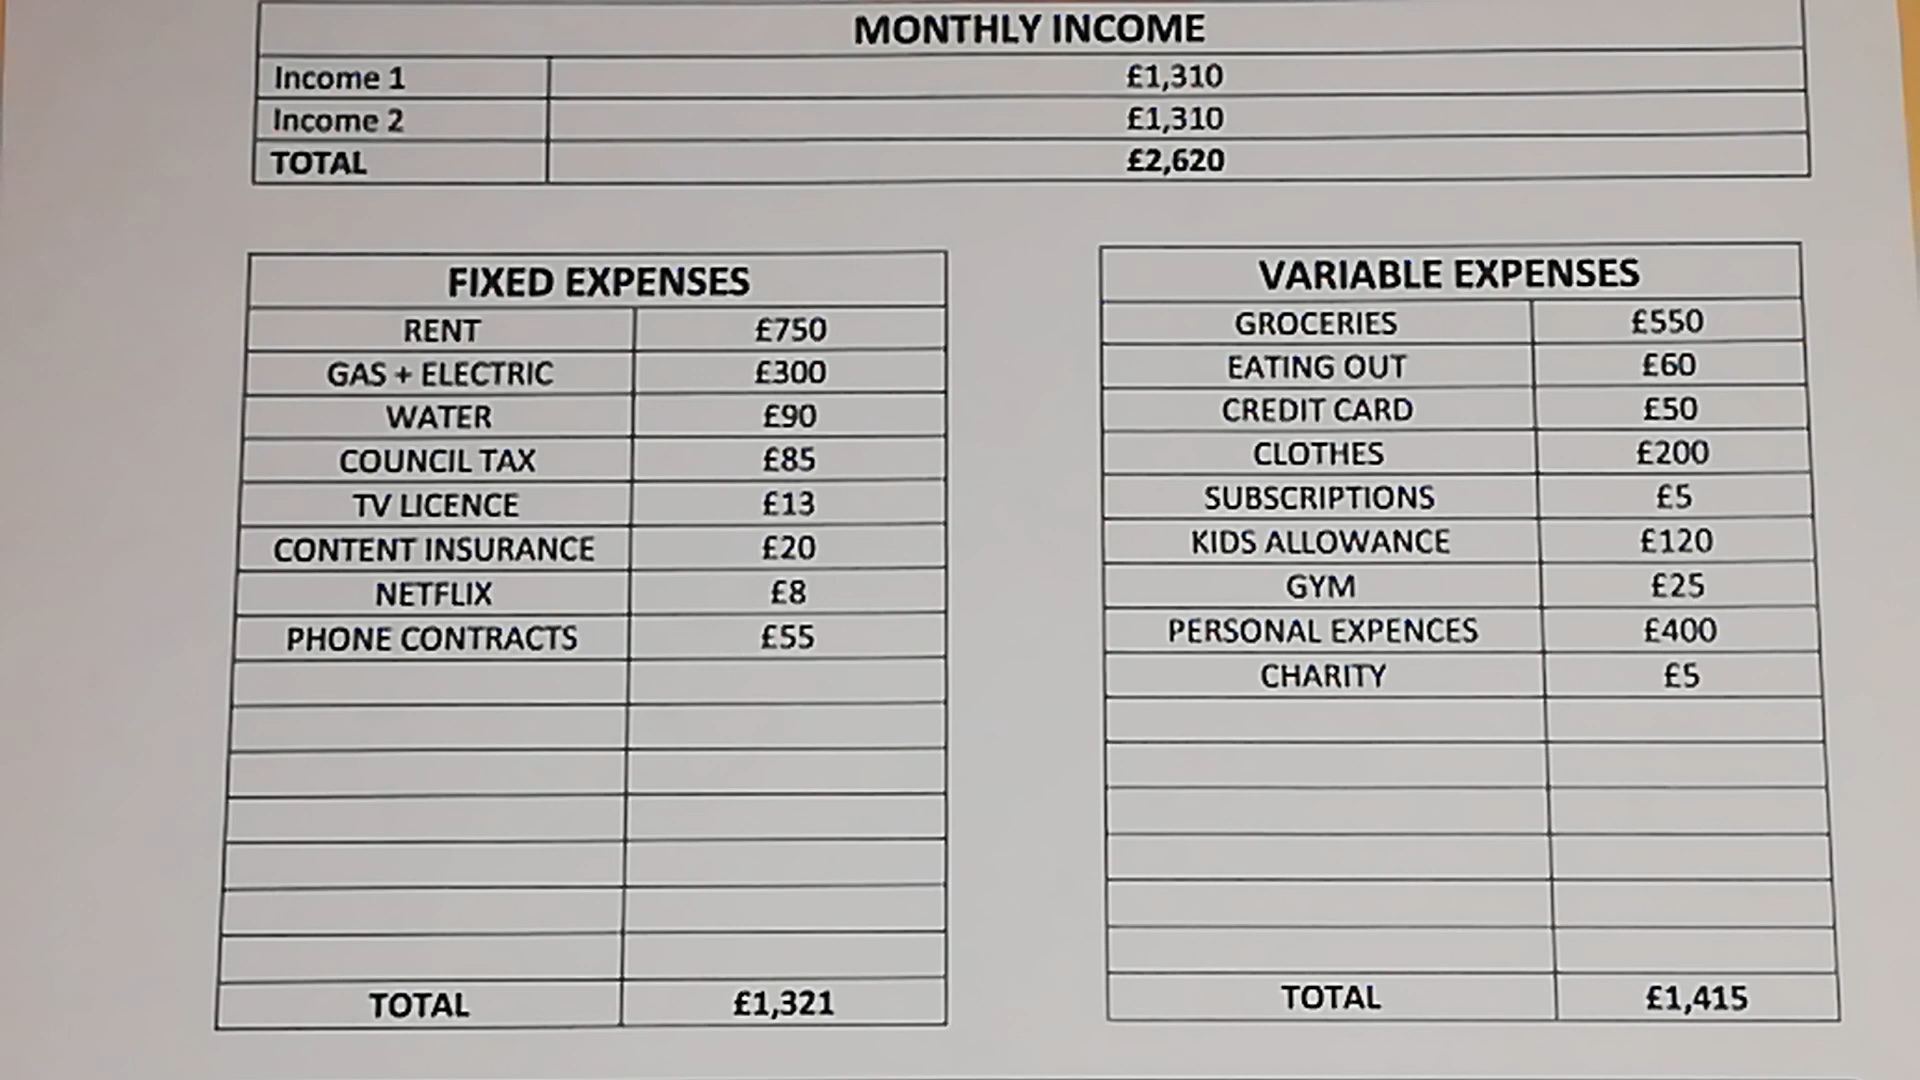 MONTHLY INCOME
Income 1 £1,310
Income 2 £1,310
TOTAL £2,620
FIXED EXPENSES
RENT £750
GAS + ELECTRIC £300
WATER £90
COUNCIL TAX £85
TV LICENCE £13
CONTENT INSURANCE £20
NETFLIX £8
PHONE CONTRACTS £55
TOTAL £1,321
VARIABLE EXPENSES
GROCERIES £550
EATING OUT £60
CREDIT CARD £50
CLOTHES £200
SUBSCRIPTIONS £5
KIDS ALLOWANCE £120
GYM £25
PERSONAL EXPENCES £400
CHARITY £5
TOTAL £1,415